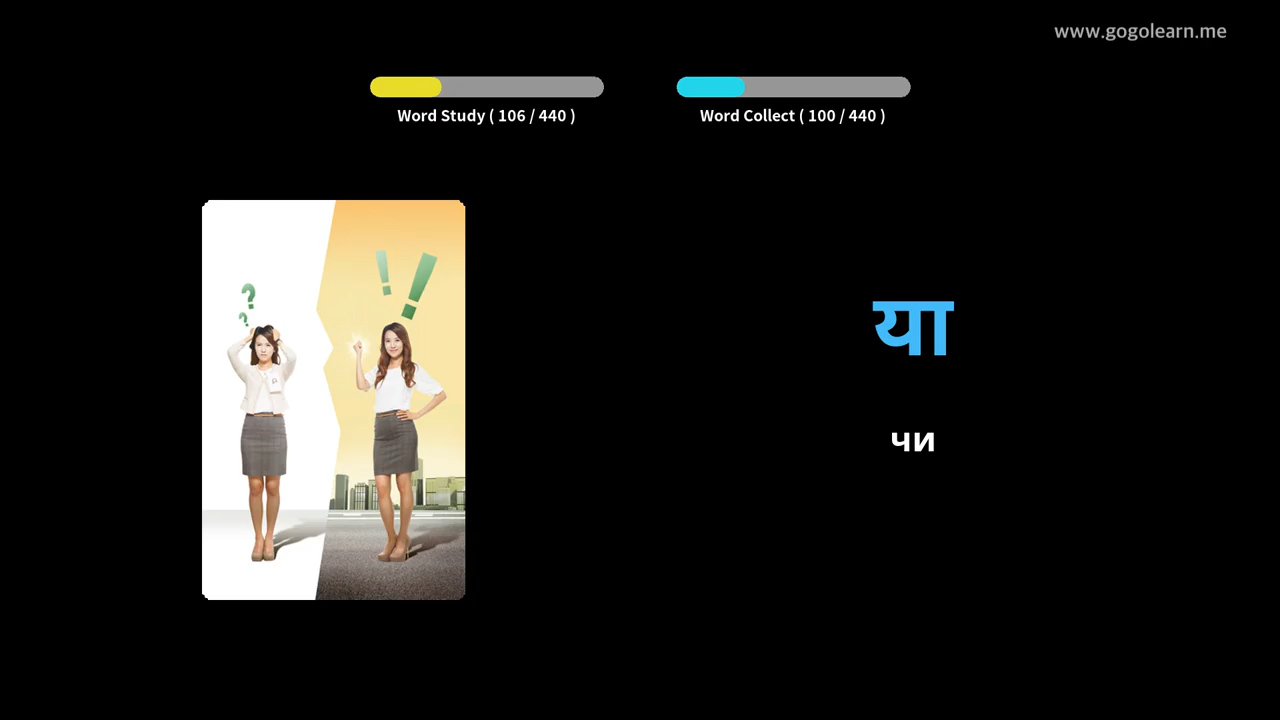 www.gogolearn.me
Word Study ( 106 / 440 )
Word Collect ( 100 / 440 )
? ! !
?
या
чи